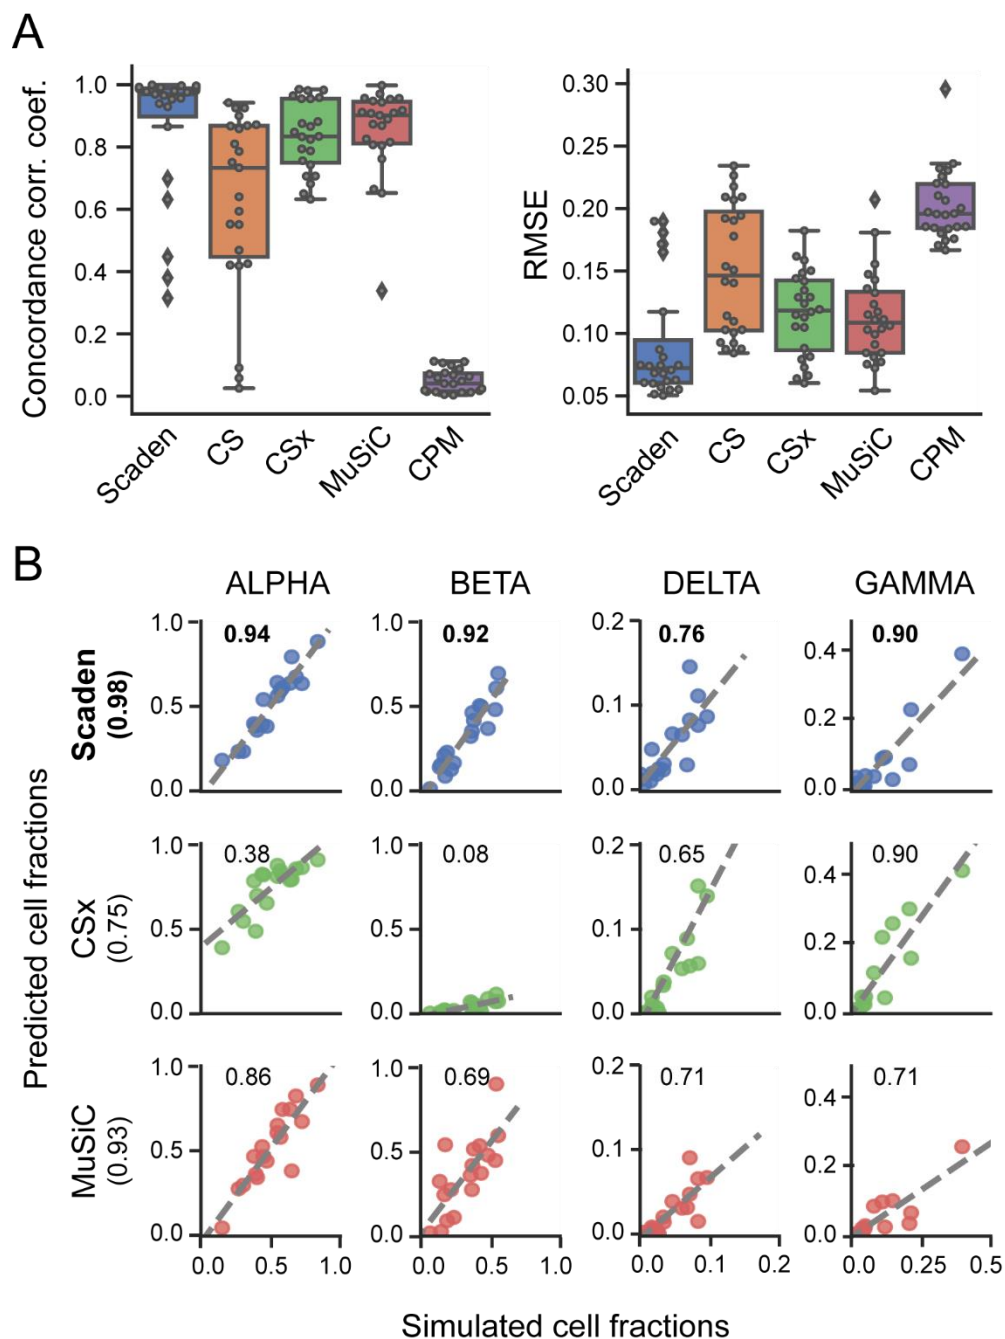 A
Concordance corr. coef.
1.0
0.8
0.6
0.4
0.2
0.0
Scaden
CS
CSx
MuSiC
CPM
RMSE
0.30
0.25
0.20
0.15
0.10
0.05
Scaden
CS
CSx
MuSiC
CPM
B
ALPHA
BETA
DELTA
GAMMA
Predicted cell fractions
Scaden
(0.98)
1.0
0.5
0.0
0.94
1.0
0.5
0.0
0.92
0.2
0.1
0.0
0.76
0.4
0.2
0.0
0.90
CSx
(0.75)
1.0
0.5
0.0
0.38
1.0
0.5
0.0
0.08
0.2
0.1
0.0
0.65
0.4
0.2
0.0
0.90
MuSiC
(0.93)
1.0
0.5
0.0
0.86
1.0
0.5
0.0
0.69
0.2
0.1
0.0
0.71
0.4
0.2
0.0
0.71
0.0 0.5 1.0
0.0 0.5 1.0
0.0 0.1 0.2
0.0 0.25 0.5
Simulated cell fractions